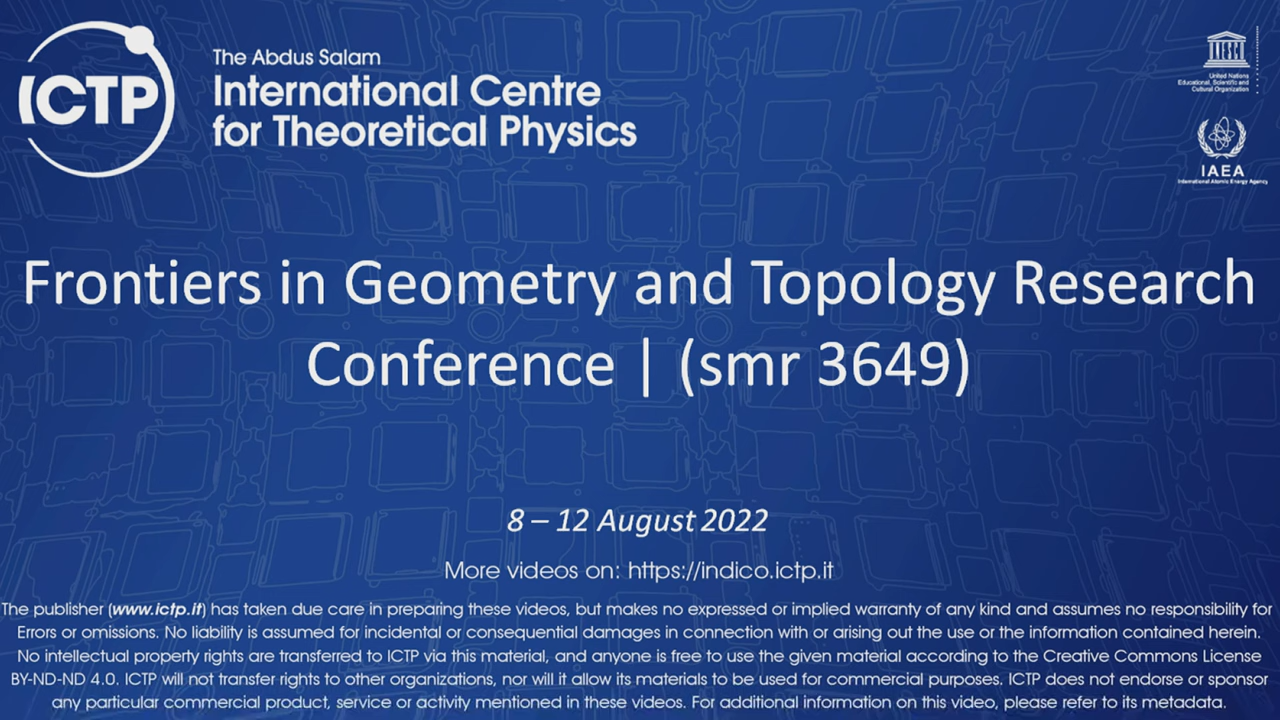 ICTP
The Abdus Salam
International Centre
for Theoretical Physics
United Nations
Educational, Scientific and
Cultural Organization
IAEA
International Atomic Energy Agency
Frontiers in Geometry and Topology Research
Conference | (smr 3649)
8 – 12 August 2022
More videos on: https://indico.ictp.it
The publisher (www.ictp.it) has taken due care in preparing these videos, but makes no expressed or implied warranty of any kind and assumes no responsibility for
Errors or omissions. No liability is assumed for incidental or consequential damages in connection with or arising out the use or the information contained herein.
No intellectual property rights are transferred to ICTP via this material, and anyone is free to use the given material according to the Creative Commons License
BY-ND-ND 4.0. ICTP will not transfer rights to other organizations, nor will it allow its materials to be used for commercial purposes. ICTP does not endorse or sponsor
any particular commercial product, service or activity mentioned in these videos. For additional information on this video, please refer to its metadata.